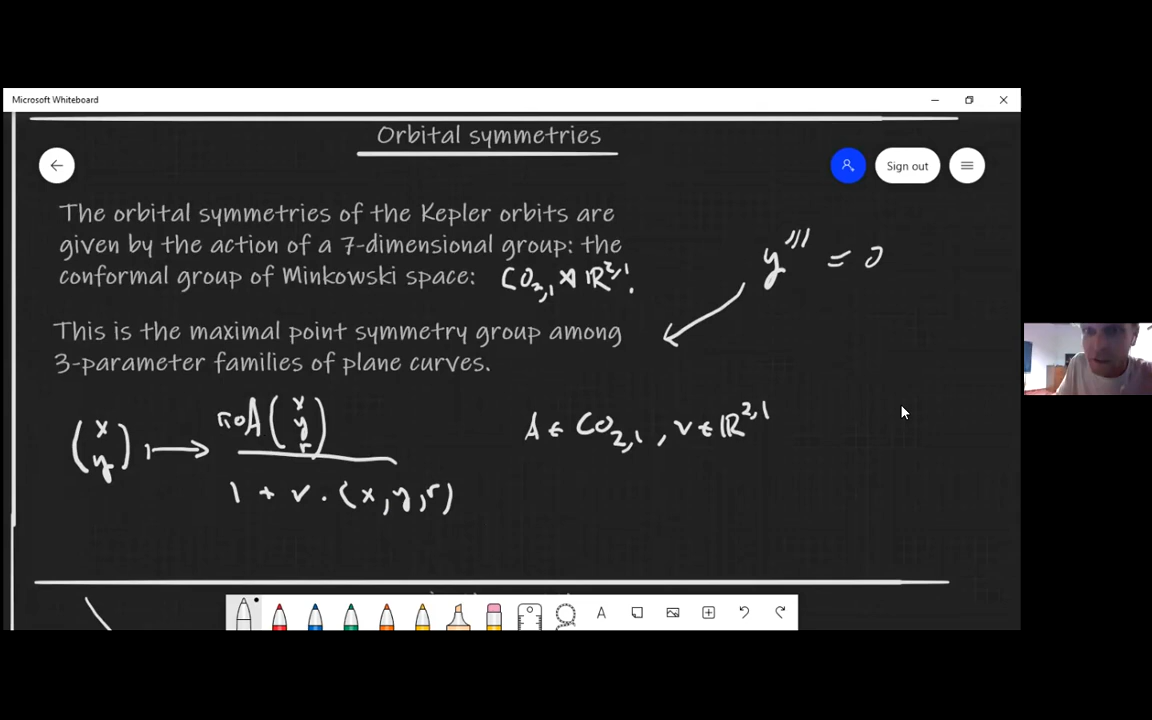 Microsoft Whiteboard
Orbital symmetries
Sign out
The orbital symmetries of the Kepler orbits are
given by the action of a 7-dimensional group: the
conformal group of Minkowski space: CO₂,₁ ⋊ ℝ²,¹.
y''' = 0
This is the maximal point symmetry group among
3-parameter families of plane curves.
(x y) ↦ π∘A(x y r) / 1 + v · (x, y, r)
A ∈ CO₂,₁, v ∈ ℝ²,¹
A